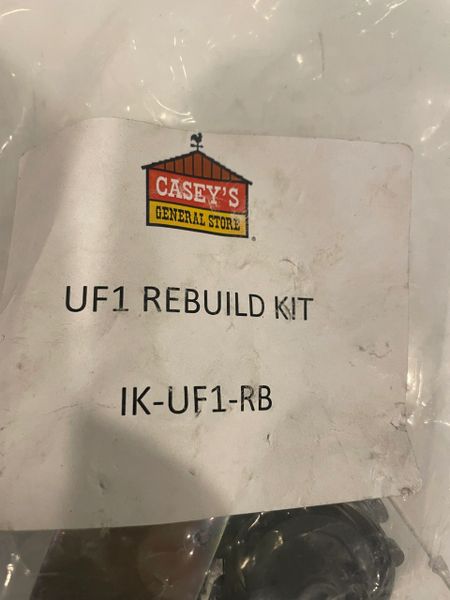 CASEY'S
GENERAL STORE
UF1 REBUILD KIT
IK-UF1-RB